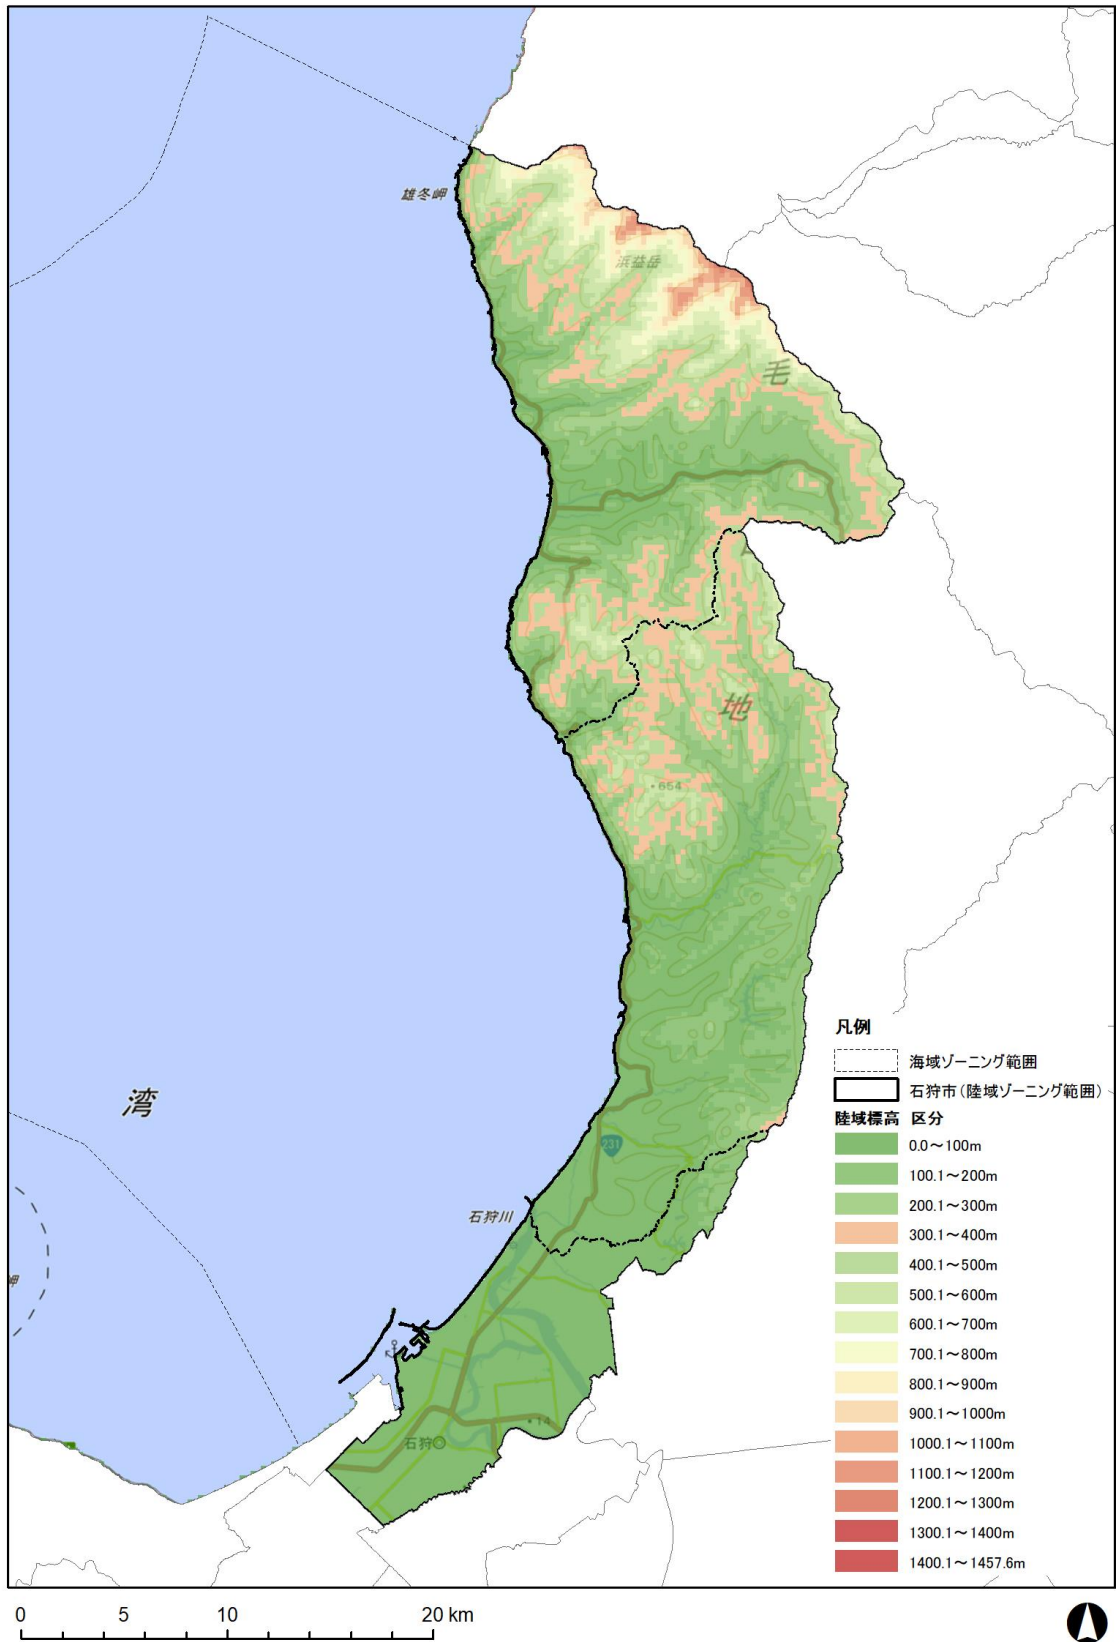 雄冬岬
浜益岳
毛
地
・654
湾
231
石狩川
岬
石狩◎
・14
凡例
海域ゾーニング範囲
石狩市(陸域ゾーニング範囲)
陸域標高 区分
0.0～100m
100.1～200m
200.1～300m
300.1～400m
400.1～500m
500.1～600m
600.1～700m
700.1～800m
800.1～900m
900.1～1000m
1000.1～1100m
1100.1～1200m
1200.1～1300m
1300.1～1400m
1400.1～1457.6m
0 5 10 20 km